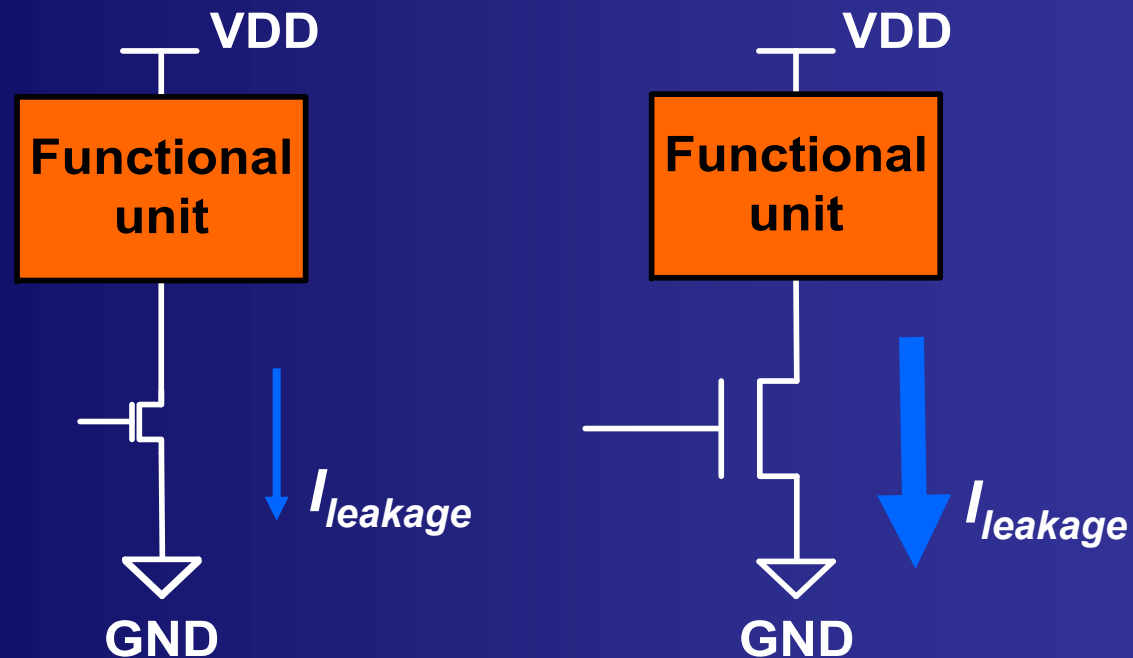 VDD
Functional
unit
Ileakage
GND
VDD
Functional
unit
Ileakage
GND